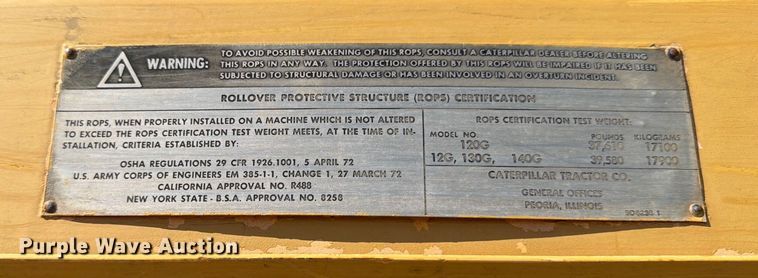 WARNING:
TO AVOID POSSIBLE WEAKENING OF THIS ROPS, CONSULT A CATERPILLAR DEALER BEFORE ALTERING
THIS ROPS IN ANY WAY. THE PROTECTION OFFERED BY THIS ROPS WILL BE IMPAIRED IF IT HAS BEEN
SUBJECTED TO STRUCTURAL DAMAGE OR HAS BEEN INVOLVED IN AN OVERTURN INCIDENT.
ROLLOVER PROTECTIVE STRUCTURE (ROPS) CERTIFICATION
THIS ROPS, WHEN PROPERLY INSTALLED ON A MACHINE WHICH IS NOT ALTERED
TO EXCEED THE ROPS CERTIFICATION TEST WEIGHT MEETS, AT THE TIME OF IN-
STALLATION, CRITERIA ESTABLISHED BY:
OSHA REGULATIONS 29 CFR 1926.1001, 5 APRIL 72
U.S. ARMY CORPS OF ENGINEERS EM 385-1-1, CHANGE 1, 27 MARCH 72
CALIFORNIA APPROVAL NO. R488
NEW YORK STATE - B.S.A. APPROVAL NO. 8258
ROPS CERTIFICATION TEST WEIGHT:
MODEL NO POUNDS KILOGRAMS
120G 37,610 17100
12G, 130G, 140G 39,580 17900
CATERPILLAR TRACTOR CO.
GENERAL OFFICES
PEORIA, ILLINOIS
Purple Wave Auction